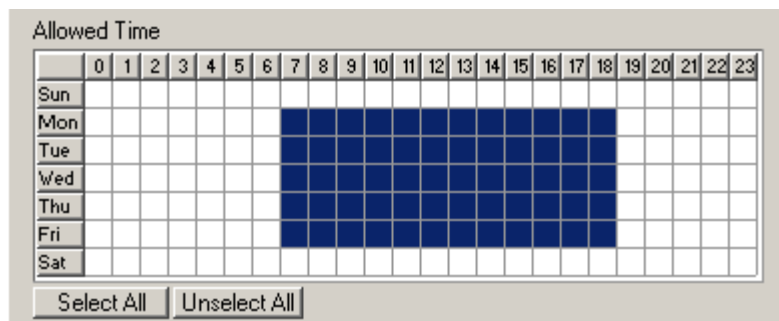 Allowed Time
0 1 2 3 4 5 6 7 8 9 10 11 12 13 14 15 16 17 18 19 20 21 22 23
Sun
Mon
Tue
Wed
Thu
Fri
Sat
Select All Unselect All